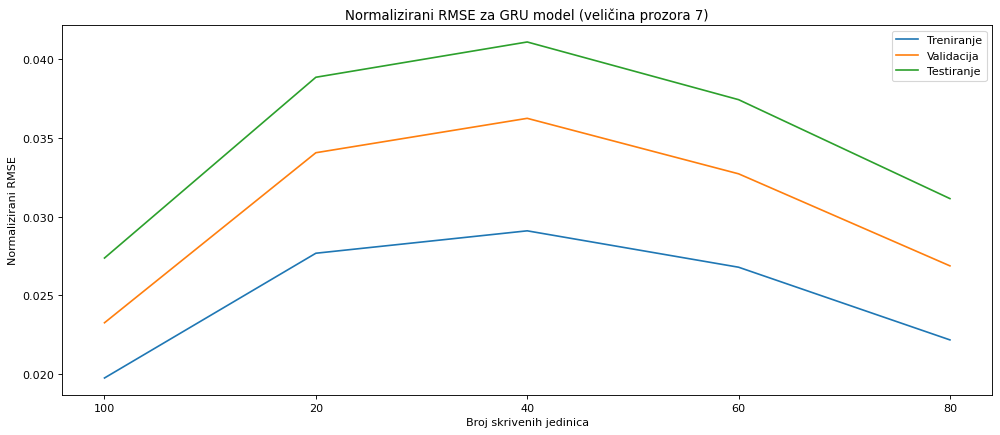 Normalizirani RMSE za GRU model (veličina prozora 7)
Treniranje
Validacija
Testiranje
0.040
0.035
0.030
0.025
0.020
Normalizirani RMSE
100 20 40 60 80
Broj skrivenih jedinica